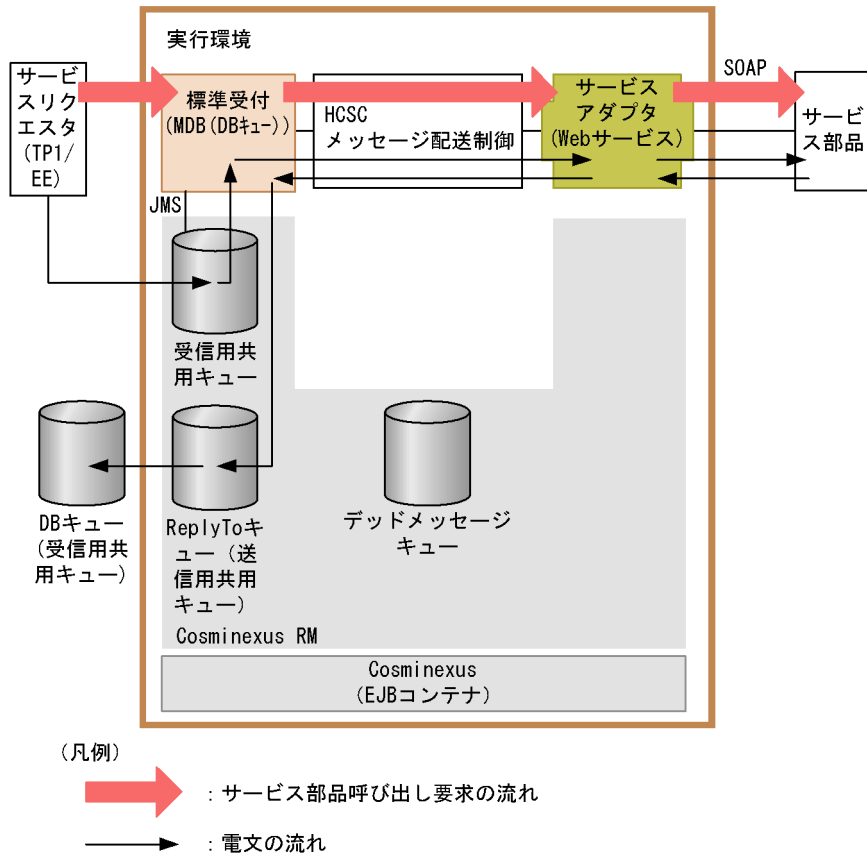 実行環境
サービ
スリク
エスタ
(TP1/
EE)
標準受付
(MDB(DBキュー))
HCSC
メッセージ配送制御
サービス
アダプタ
(Webサービス)
SOAP
サービ
ス部品
JMS
受信用共
用キュー
DBキュー
(受信用共
用キュー)
ReplyToキ
ュー(送
信用共用
キュー)
デッドメッセージ
キュー
Cosminexus RM
Cosminexus
(EJBコンテナ)
(凡例)
：サービス部品呼び出し要求の流れ
：電文の流れ